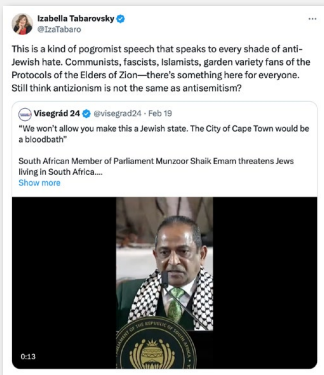 Izabella Tabarovsky
@IzaTabaro
This is a kind of pogromist speech that speaks to every shade of anti-
Jewish hate. Communists, fascists, Islamists, garden variety fans of the
Protocols of the Elders of Zion—there's something here for everyone.
Still think antizionism is not the same as antisemitism?
Visegrád 24 @visegrad24 · Feb 19
"We won't allow you make this a Jewish state. The City of Cape Town would be
a bloodbath"
South African Member of Parliament Munzoor Shaik Emam threatens Jews
living in South Africa....
Show more
0:13